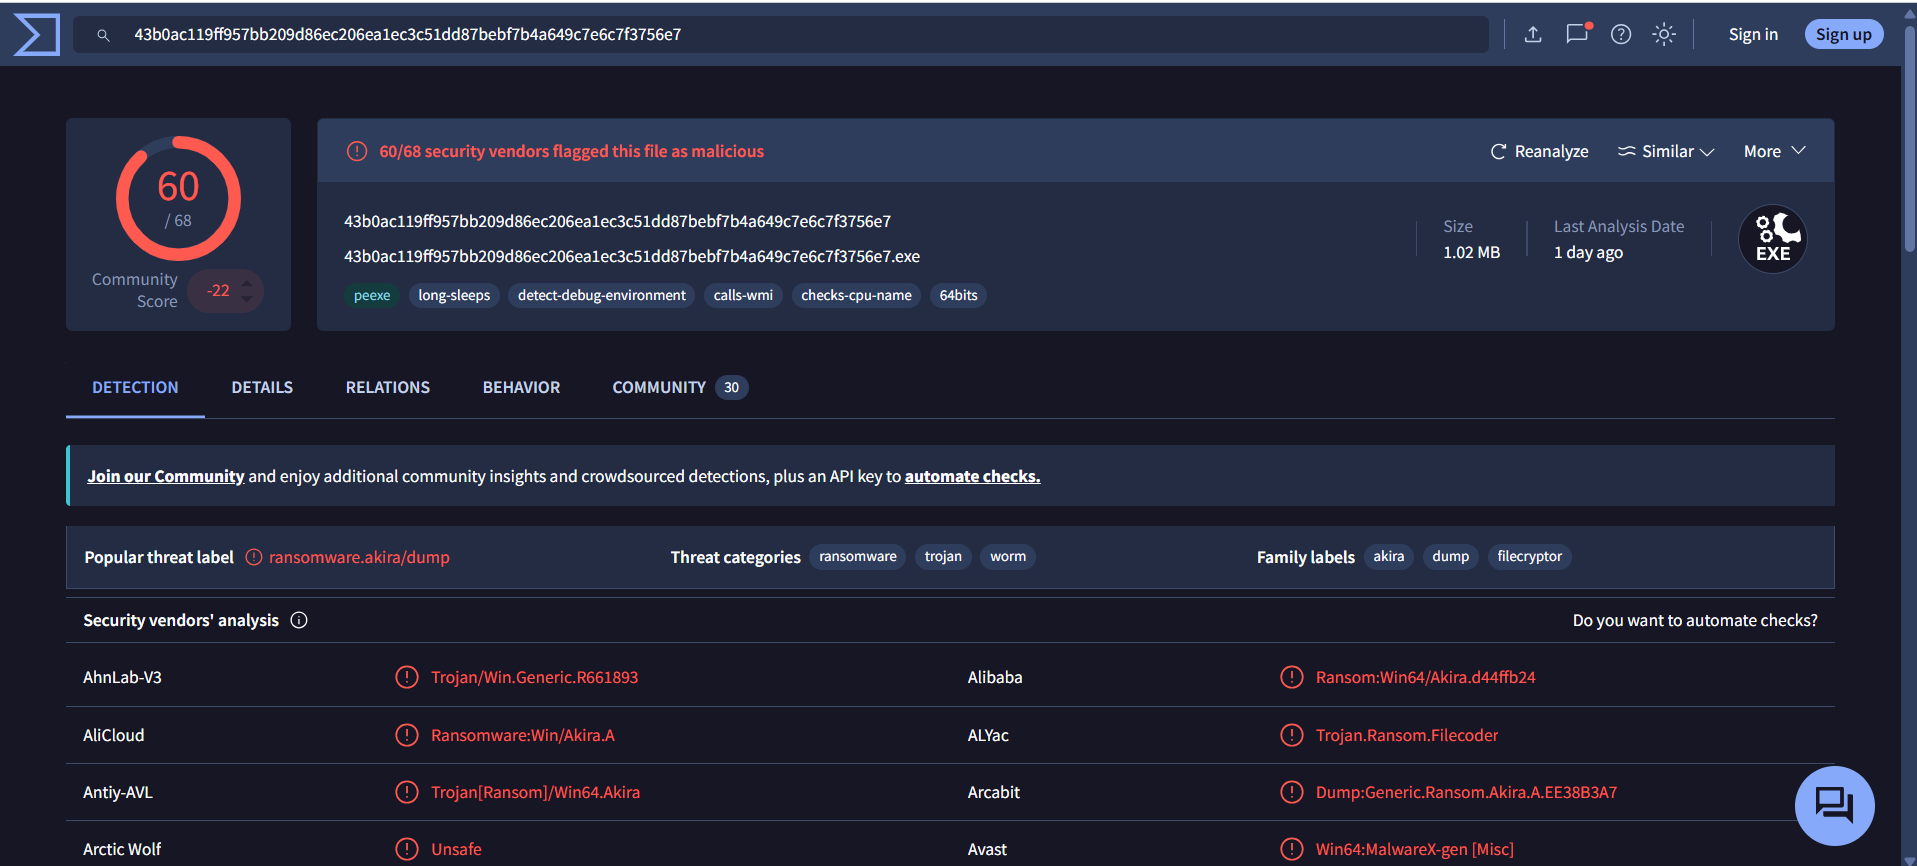 43b0ac119ff957bb209d86ec206ea1ec3c51dd87bebf7b4a649c7e6c7f3756e7
Sign in
Sign up
60
/ 68
Community
Score
-22
60/68 security vendors flagged this file as malicious
Reanalyze
Similar
More
43b0ac119ff957bb209d86ec206ea1ec3c51dd87bebf7b4a649c7e6c7f3756e7
43b0ac119ff957bb209d86ec206ea1ec3c51dd87bebf7b4a649c7e6c7f3756e7.exe
peexe long-sleeps detect-debug-environment calls-wmi checks-cpu-name 64bits
Size
1.02 MB
Last Analysis Date
1 day ago
EXE
DETECTION DETAILS RELATIONS BEHAVIOR COMMUNITY 30
Join our Community and enjoy additional community insights and crowdsourced detections, plus an API key to automate checks.
Popular threat label ransomware.akira/dump Threat categories ransomware trojan worm Family labels akira dump filecryptor
Security vendors' analysis Do you want to automate checks?
AhnLab-V3 Trojan/Win.Generic.R661893 Alibaba Ransom:Win64/Akira.d44ffb24
AliCloud Ransomware:Win/Akira.A ALYac Trojan.Ransom.Filecoder
Antiy-AVL Trojan[Ransom]/Win64.Akira Arcabit Dump:Generic.Ransom.Akira.A.EE38B3A7
Arctic Wolf Unsafe Avast Win64:MalwareX-gen [Misc]